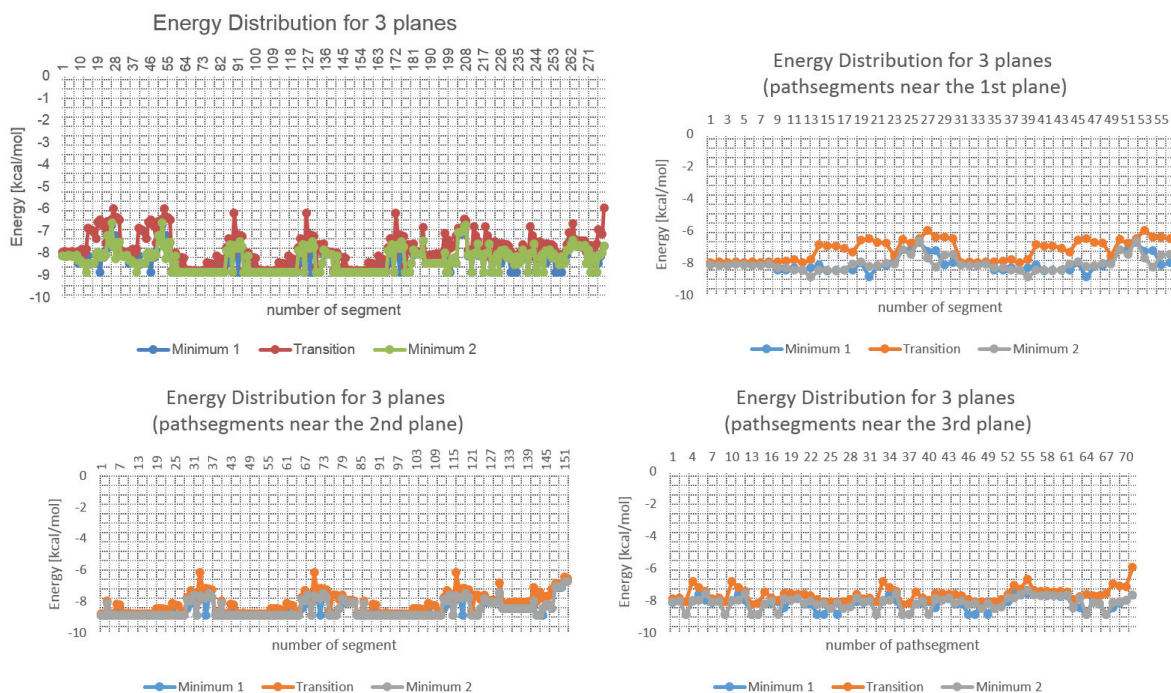 Energy Distribution for 3 planes
1 10 19 28 37 46 55 64 73 82 91 100 109 118 127 136 145 154 163 172 181 190 199 208 217 226 235 244 253 262 271
0
-1
-2
-3
-4
-5
-6
-7
-8
-9
-10
Energy [kcal/mol]
number of segment
Minimum 1 Transition Minimum 2
Energy Distribution for 3 planes
(pathsegments near the 1st plane)
1 3 5 7 9 11 13 15 17 19 21 23 25 27 29 31 33 35 37 39 41 43 45 47 49 51 53 55
0
-2
-4
-6
-8
-10
Energy [kcal/mol]
number of segment
Minimum 1 Transition Minimum 2
Energy Distribution for 3 planes
(pathsegments near the 2nd plane)
1 7 13 19 25 31 37 43 49 55 61 67 73 79 85 91 97 103 109 115 121 127 133 139 145 151
0
-2
-4
-6
-8
-10
Energy [kcal/mol]
number of segment
Minimum 1 Transition Minimum 2
Energy Distribution for 3 planes
(pathsegments near the 3rd plane)
1 4 7 10 13 16 19 22 25 28 31 34 37 40 43 46 49 52 55 58 61 64 67 70
0
-2
-4
-6
-8
-10
Energy [kcal/mol]
number of pathsegment
Minimum 1 Transition Minimum 2